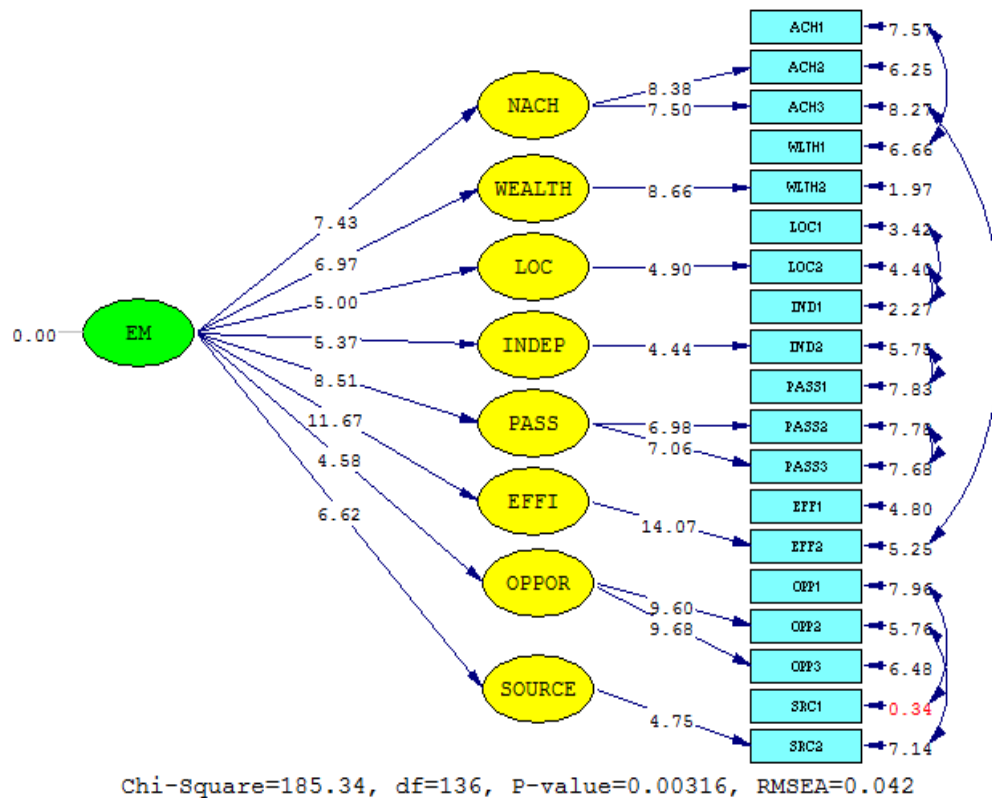 ACH1 7.57
ACH2 6.25
8.38
NACH
7.50
ACH3 8.27
WLTH1 6.66
WEALTH 8.66 WLTH2 1.97
7.43
LOC1 3.42
6.97
LOC 4.90 LOC2 4.40
5.00
IND1 2.27
0.00 EM
5.37 INDEP 4.44 IND2 5.75
8.51
PASS1 7.83
11.67
PASS 6.98 PASS2 7.78
7.06
4.58
PASS3 7.68
6.62
EFFI EFF1 4.80
14.07
EFF2 5.25
OPPOR OPP1 7.96
9.60
OPP2 5.76
9.68
OPP3 6.48
SOURCE SRC1 0.34
4.75
SRC2 7.14
Chi-Square=185.34, df=136, P-value=0.00316, RMSEA=0.042